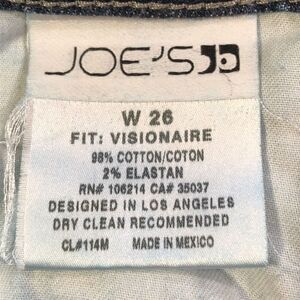 JOE'S
W 26
FIT: VISIONAIRE
98% COTTON/COTON
2% ELASTAN
RN# 106214 CA# 35037
DESIGNED IN LOS ANGELES
DRY CLEAN RECOMMENDED
CL#114M MADE IN MEXICO